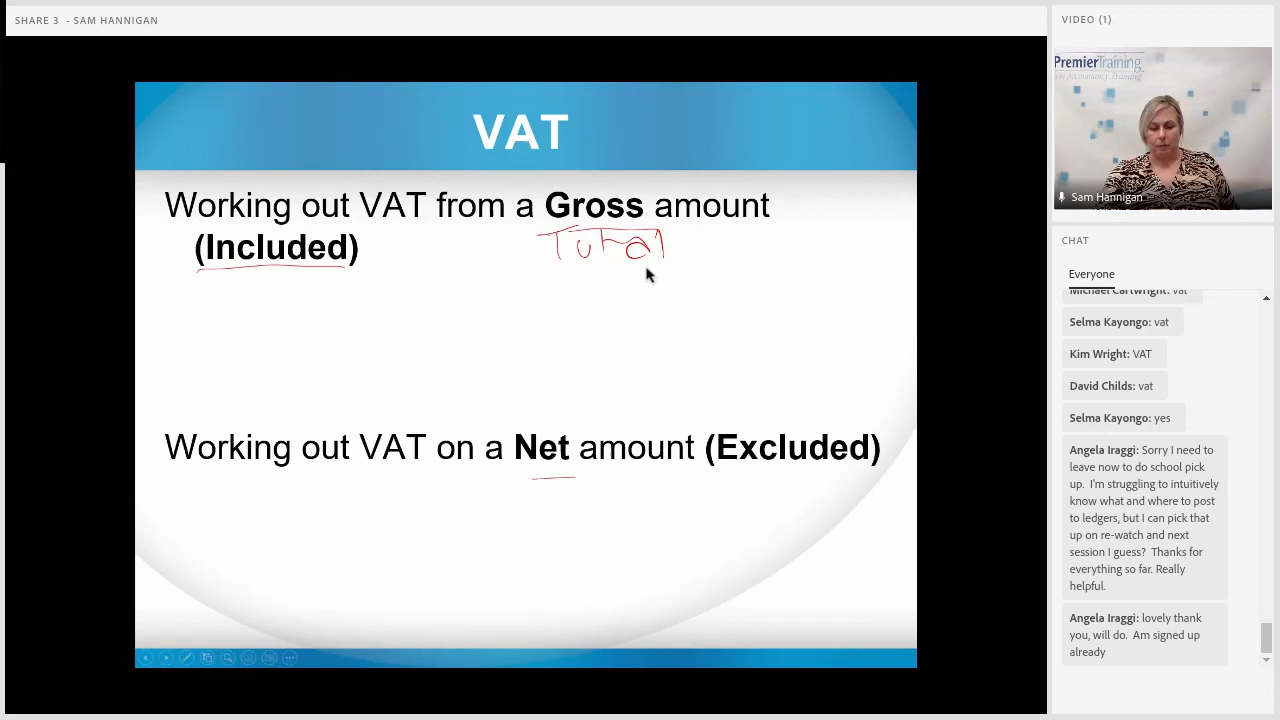 SHARE 3 - SAM HANNIGAN
VAT
Working out VAT from a Gross amount
(Included)
Total
Working out VAT on a Net amount (Excluded)
VIDEO (1)
PremierTraining
Sam Hannigan
CHAT
Everyone
Michael Cartwright: vat
Selma Kayongo: vat
Kim Wright: VAT
David Childs: vat
Selma Kayongo: yes
Angela Iraggi: Sorry I need to
leave now to do school pick
up. I'm struggling to intuitively
know what and where to post
to ledgers, but I can pick that
up on re-watch and next
session I guess? Thanks for
everything so far. Really
helpful.
Angela Iraggi: lovely thank
you, will do. Am signed up
already